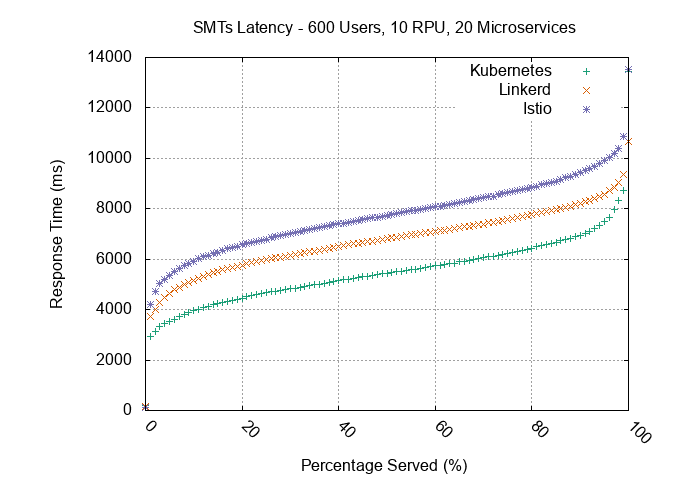 SMTs Latency - 600 Users, 10 RPU, 20 Microservices
14000
12000
10000
8000
6000
4000
2000
0
Response Time (ms)
Kubernetes
Linkerd
Istio
0
20
40
60
80
100
Percentage Served (%)